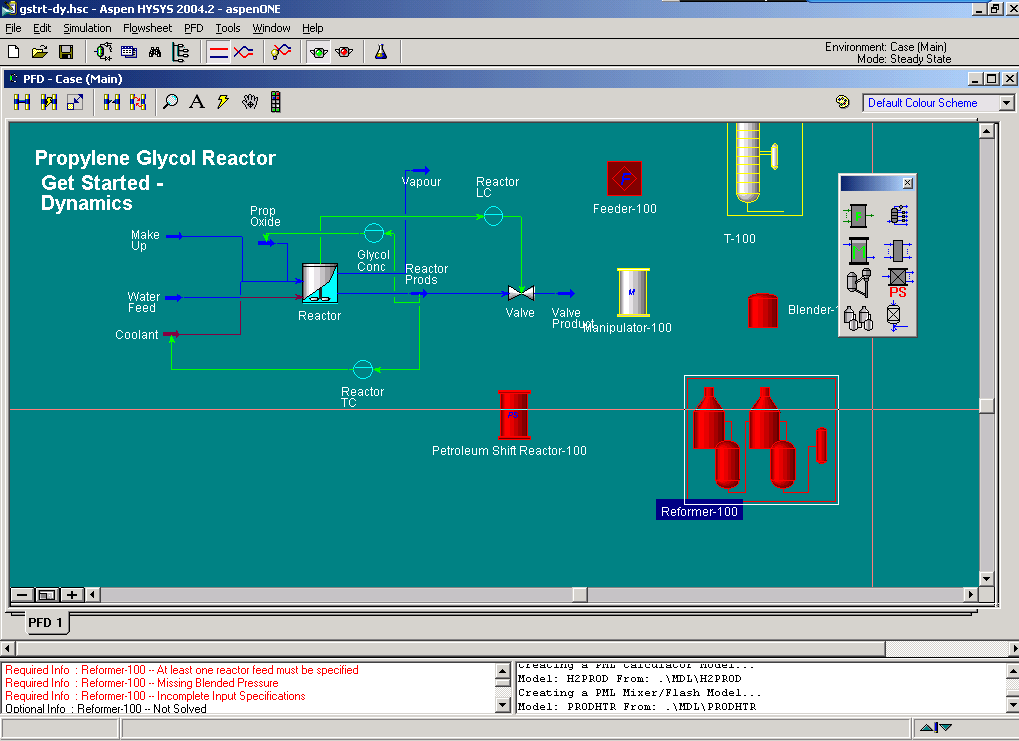 gstrt-dy.hsc - Aspen HYSYS 2004.2 - aspenONE
File Edit Simulation Flowsheet PFD Tools Window Help
Environment: Case (Main)
Mode: Steady State
PFD - Case (Main)
A
Default Colour Scheme
Propylene Glycol Reactor
Get Started -
Dynamics
Vapour
Reactor
LC
Prop
Oxide
Make
Up
Glycol
Conc
Reactor
Prods
Water
Feed
Coolant
Reactor
Valve
Valve
Product
Reactor
TC
F
Feeder-100
T-100
M
Manipulator-100
Blender-1
PS
Petroleum Shift Reactor-100
Reformer-100
F
M
PS
PFD 1
Required Info : Reformer-100 -- At least one reactor feed must be specified
Required Info : Reformer-100 -- Missing Blended Pressure
Required Info : Reformer-100 -- Incomplete Input Specifications
Optional Info : Reformer-100 -- Not Solved
Creating a PML Calculator Model...
Model: H2PROD From: .\MDL\H2PROD
Creating a PML Mixer/Flash Model...
Model: PRODHTR From: .\MDL\PRODHTR